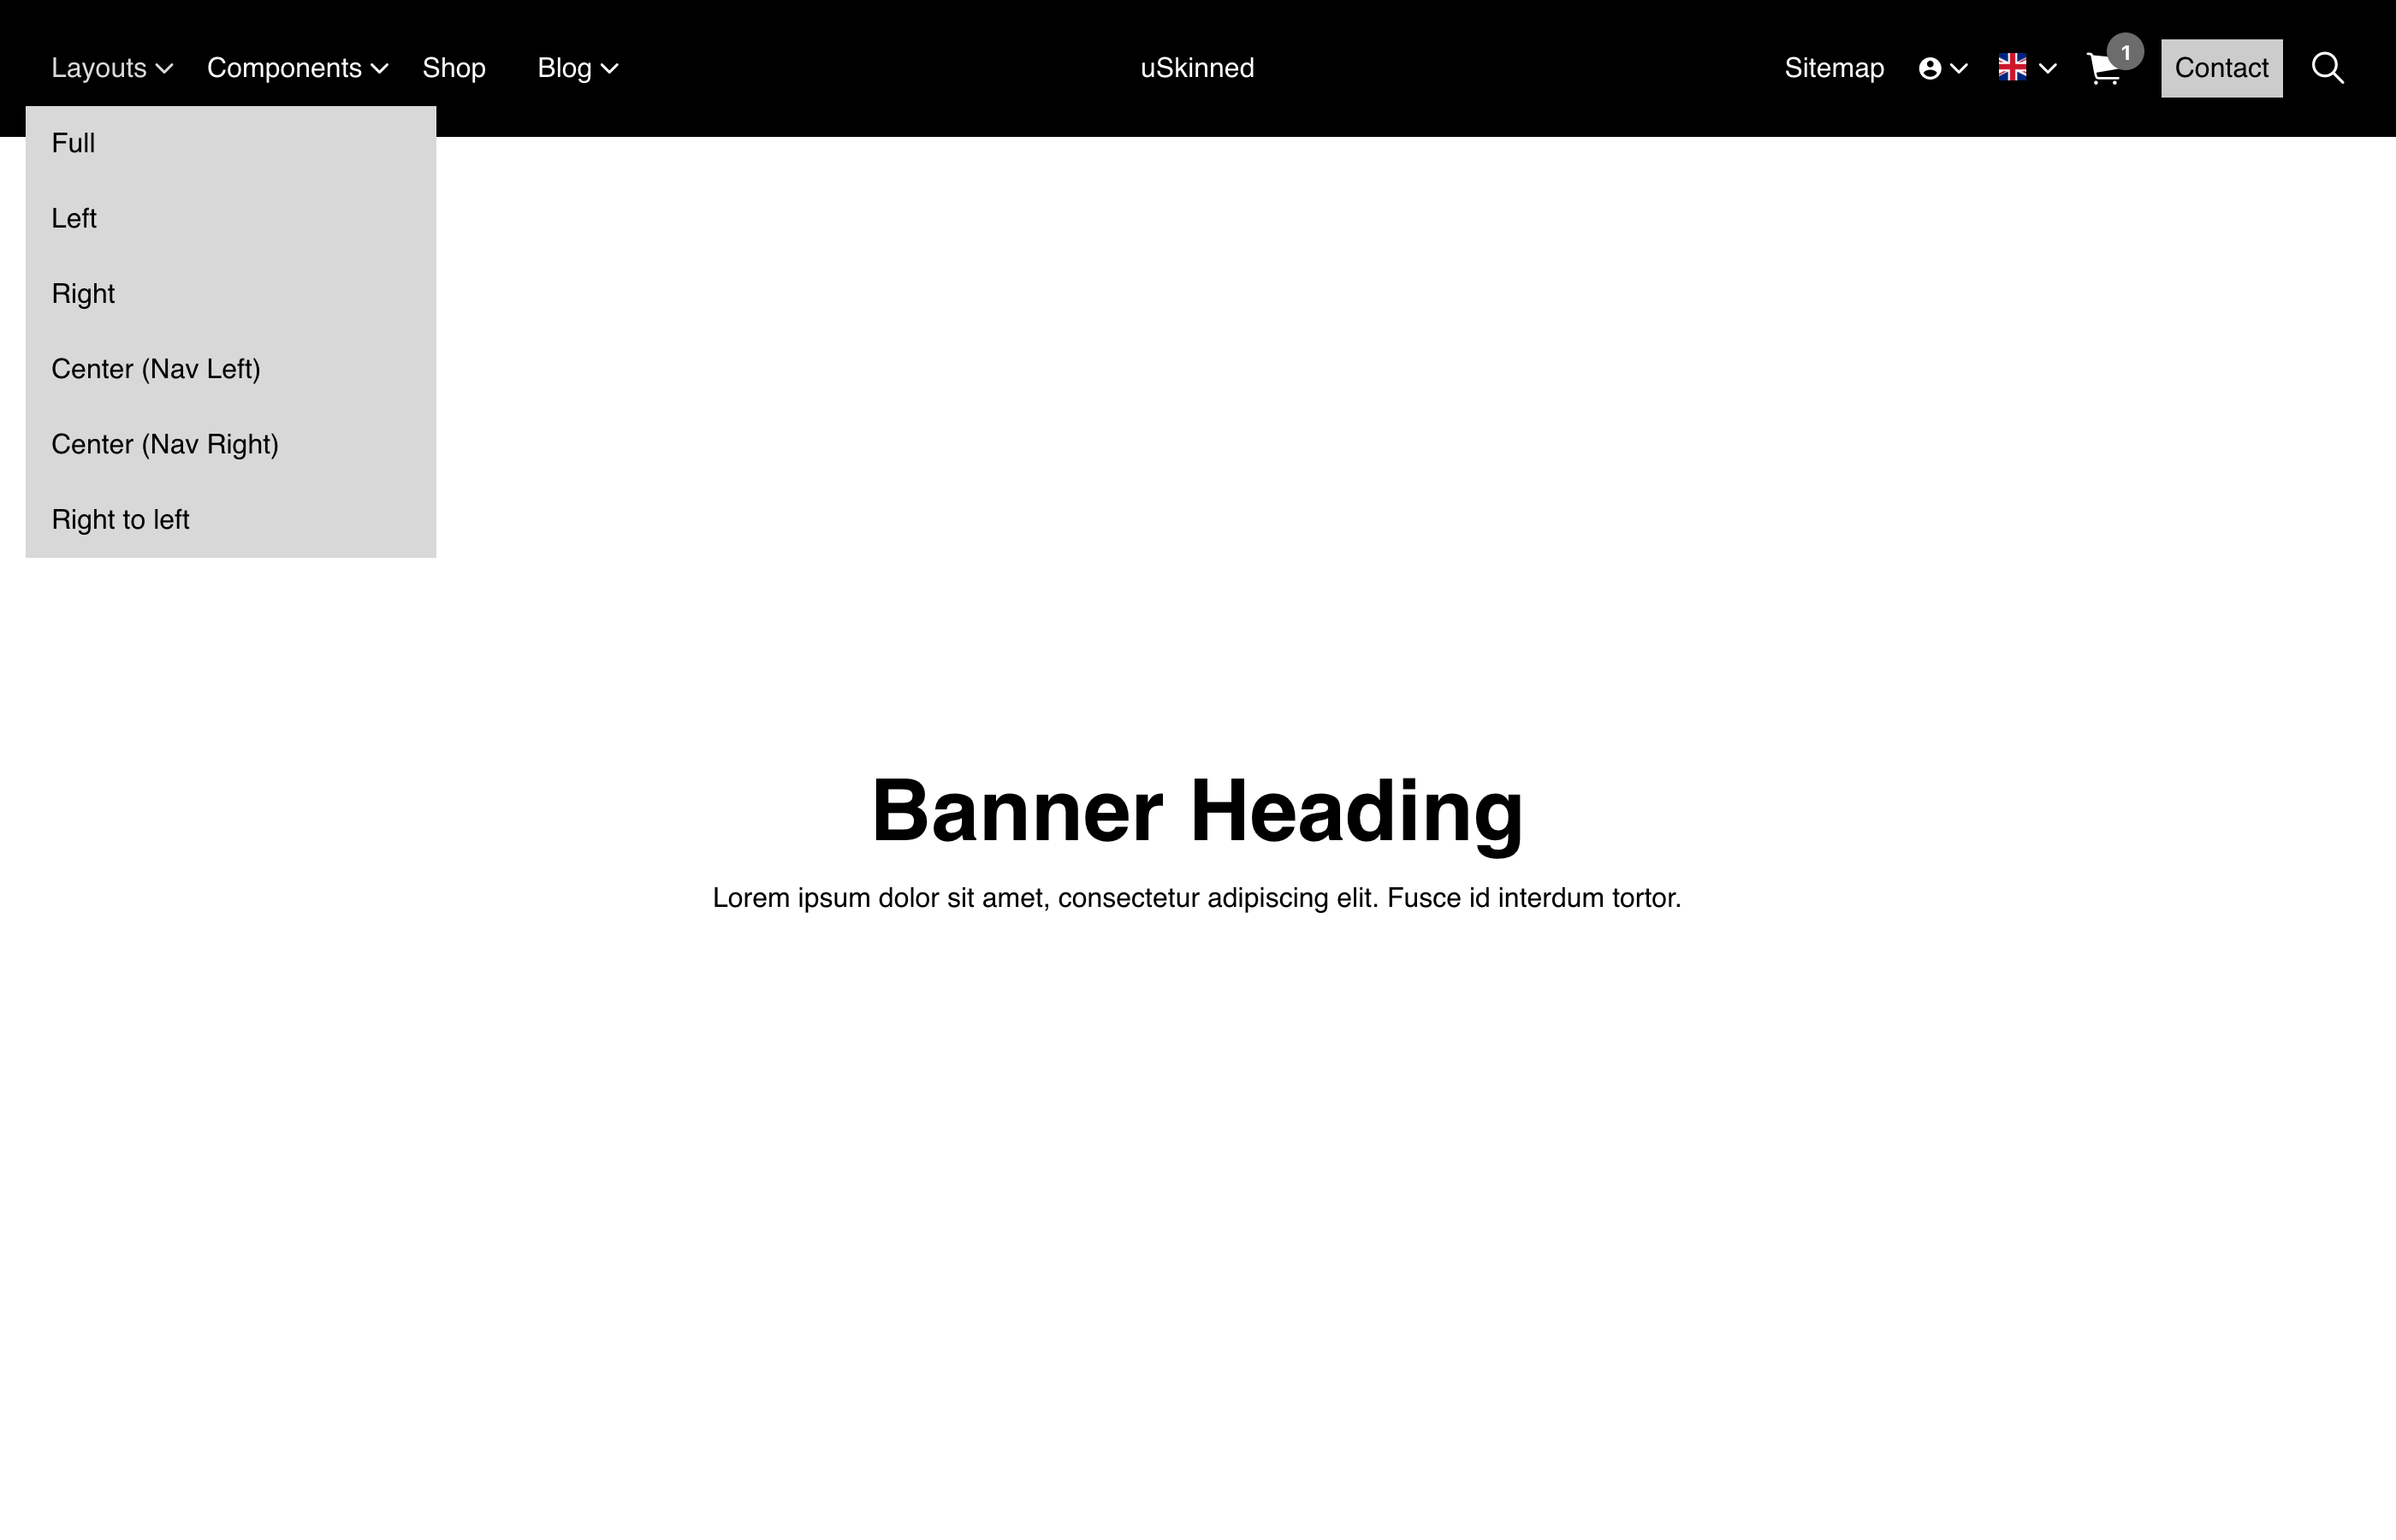 Layouts Components Shop Blog uSkinned Sitemap 1 Contact
Full
Left
Right
Center (Nav Left)
Center (Nav Right)
Right to left
Banner Heading
Lorem ipsum dolor sit amet, consectetur adipiscing elit. Fusce id interdum tortor.